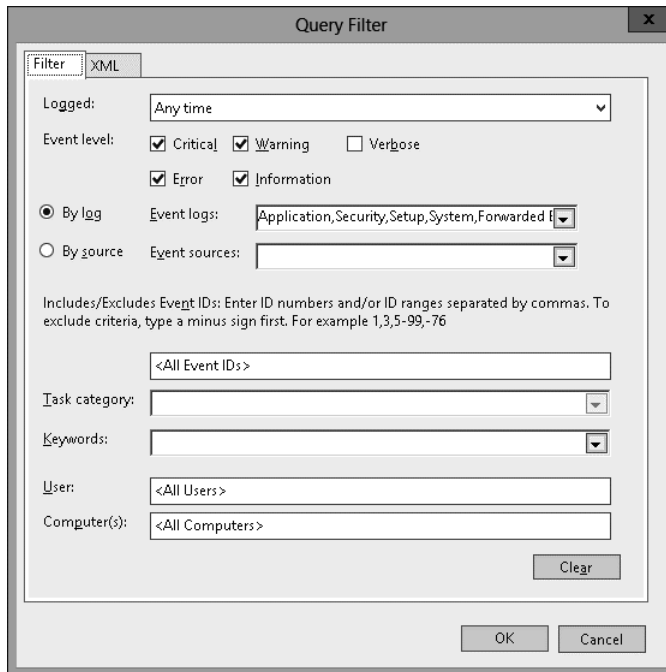 Query Filter
x
Filter XML
Logged: Any time
Event level: Critical Warning Verbose
Error Information
By log Event logs: Application,Security,Setup,System,Forwarded E
By source Event sources:
Includes/Excludes Event IDs: Enter ID numbers and/or ID ranges separated by commas. To
exclude criteria, type a minus sign first. For example 1,3,5-99,-76
<All Event IDs>
Task category:
Keywords:
User: <All Users>
Computer(s): <All Computers>
Clear
OK Cancel